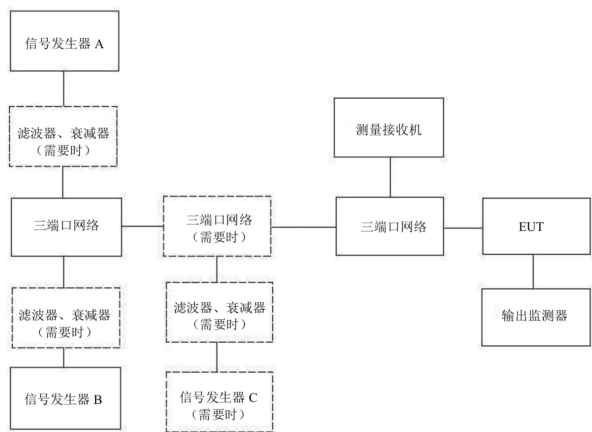 信号发生器 A
滤波器、衰减器
（需要时）
测量接收机
三端口网络
三端口网络
（需要时）
三端口网络
EUT
滤波器、衰减器
（需要时）
滤波器、衰减器
（需要时）
输出监测器
信号发生器 B
信号发生器 C
（需要时）